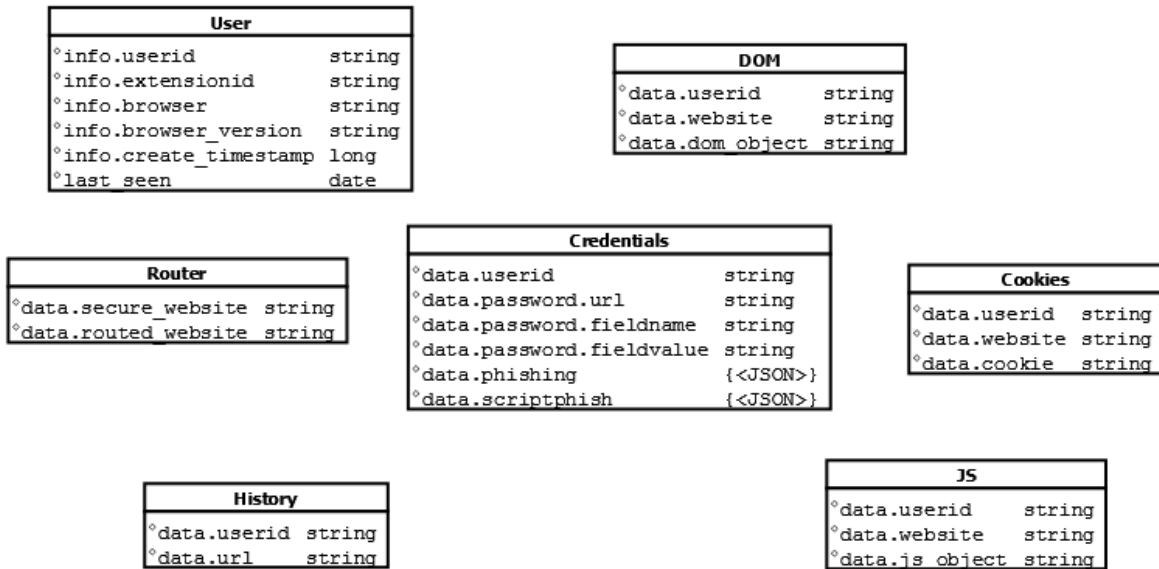 User
info.userid string
info.extensionid string
info.browser string
info.browser_version string
info.create_timestamp long
last_seen date
DOM
data.userid string
data.website string
data.dom_object string
Router
data.secure_website string
data.routed_website string
Credentials
data.userid string
data.password.url string
data.password.fieldname string
data.password.fieldvalue string
data.phishing {<JSON>}
data.scriptphish {<JSON>}
Cookies
data.userid string
data.website string
data.cookie string
History
data.userid string
data.url string
JS
data.userid string
data.website string
data.js_object string